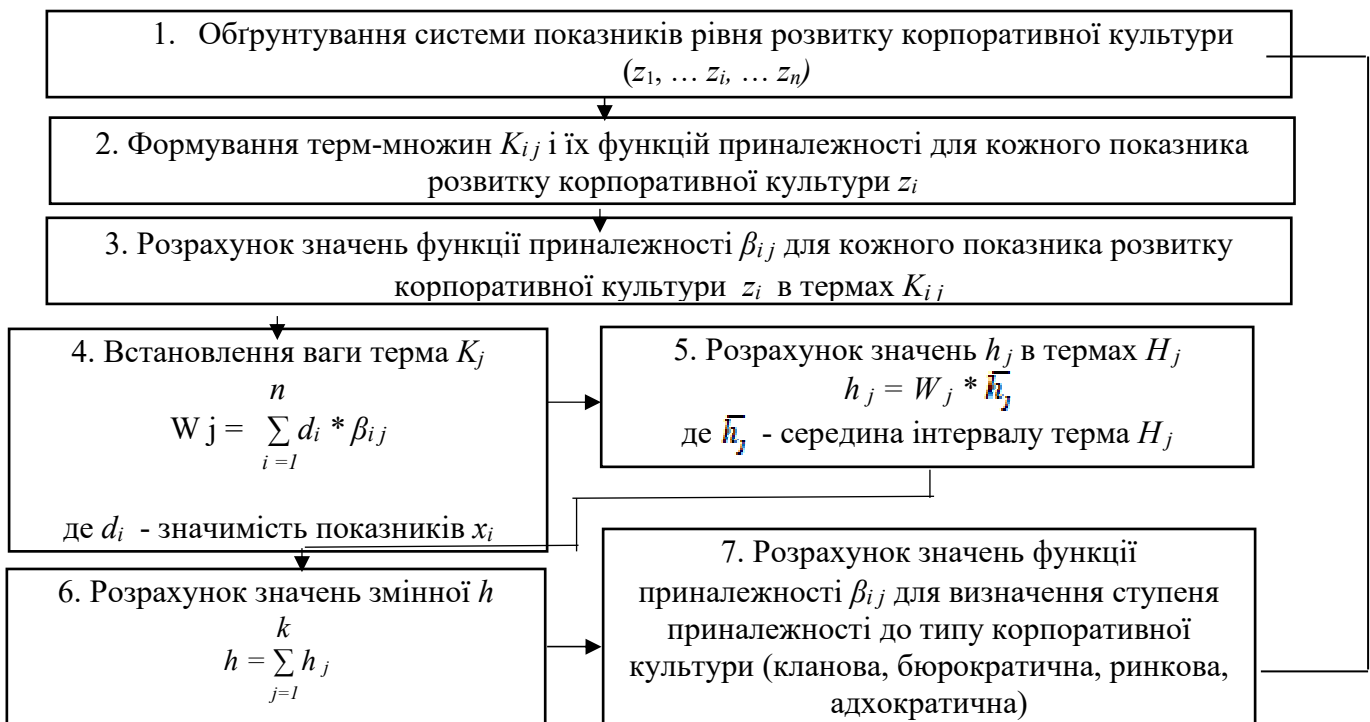 1. Обґрунтування системи показників рівня розвитку корпоративної культури
(z1, … zi, … zn)
2. Формування терм-множин Ki j і їх функцій приналежності для кожного показника
розвитку корпоративної культури zi
3. Розрахунок значень функції приналежності βi j для кожного показника розвитку
корпоративної культури zi в термах Ki j
4. Встановлення ваги терма Kj
n
W j = ∑ di * βi j
i =1
де di - значимість показників xi
5. Розрахунок значень h j в термах H j
h j = W j * h̅j
де h̅j - середина інтервалу терма H j
6. Розрахунок значень змінної h
k
h = ∑ h j
j=1
7. Розрахунок значень функції
приналежності βi j для визначення ступеня
приналежності до типу корпоративної
культури (кланова, бюрократична, ринкова,
адхократична)